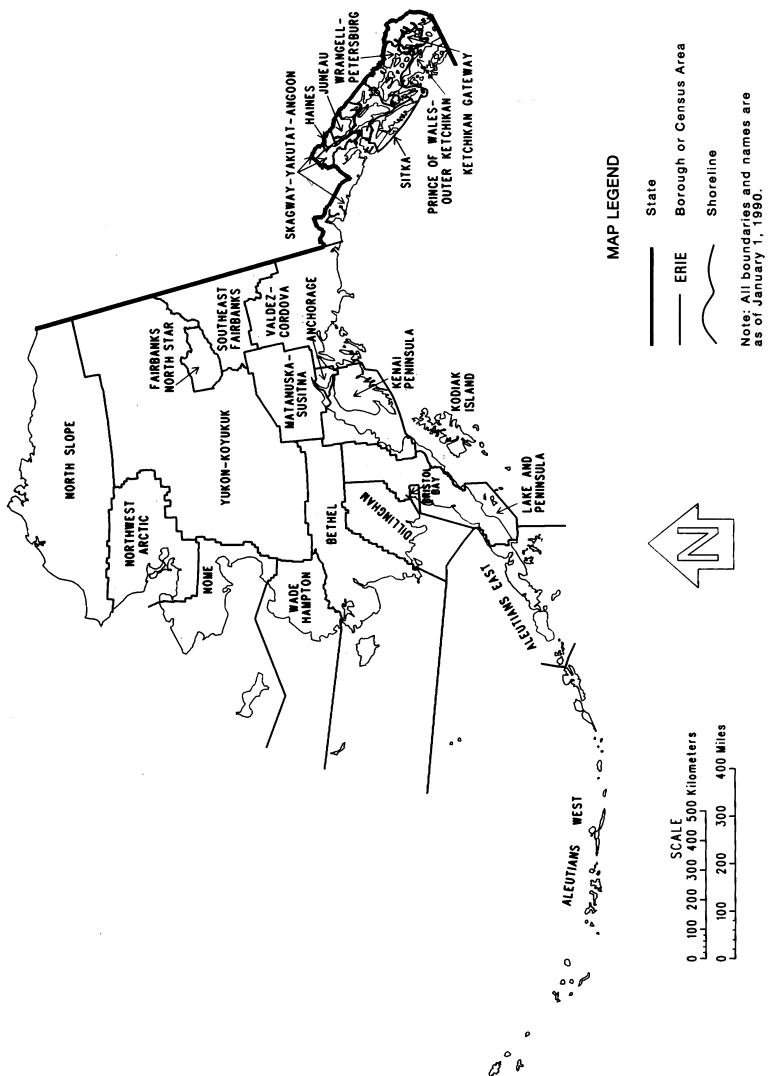 NORTH SLOPE
NORTHWEST
ARCTIC
NOME
YUKON-KOYUKUK
FAIRBANKS
NORTH STAR
SOUTHEAST
FAIRBANKS
WADE
HAMPTON
BETHEL
MATANUSKA-
SUSITNA
VALDEZ-
CORDOVA
ANCHORAGE
DILLINGHAM
BRISTOL
BAY
KENAI
PENINSULA
KODIAK
ISLAND
LAKE AND
PENINSULA
ALEUTIANS EAST
ALEUTIANS WEST
SKAGWAY-YAKUTAT-ANGOON
HAINES
JUNEAU
WRANGELL-
PETERSBURG
SITKA
PRINCE OF WALES-
OUTER KETCHIKAN
KETCHIKAN GATEWAY
N
SCALE
0 100 200 300 400 500 Kilometers
0 100 200 300 400 Miles
MAP LEGEND
State
ERIE Borough or Census Area
Shoreline
Note: All boundaries and names are
as of January 1, 1990.